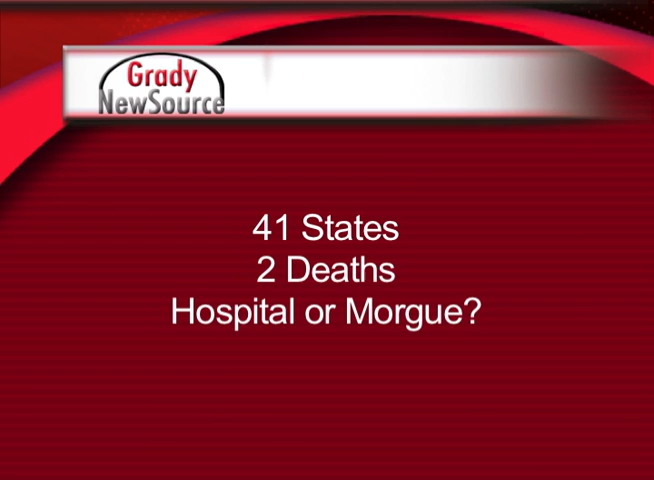 Grady
NewSource
41 States
2 Deaths
Hospital or Morgue?